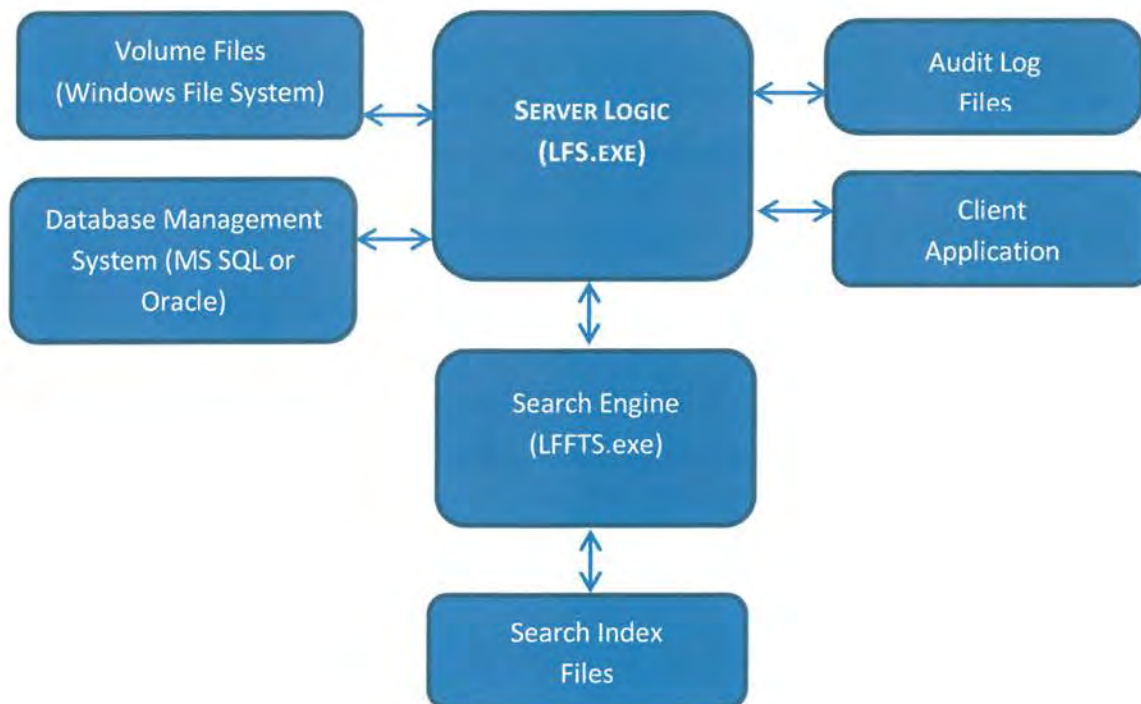 Volume Files
(Windows File System)
SERVER LOGIC
(LFS.EXE)
Audit Log
Files
Database Management
System (MS SQL or
Oracle)
Client
Application
Search Engine
(LFFTS.exe)
Search Index
Files